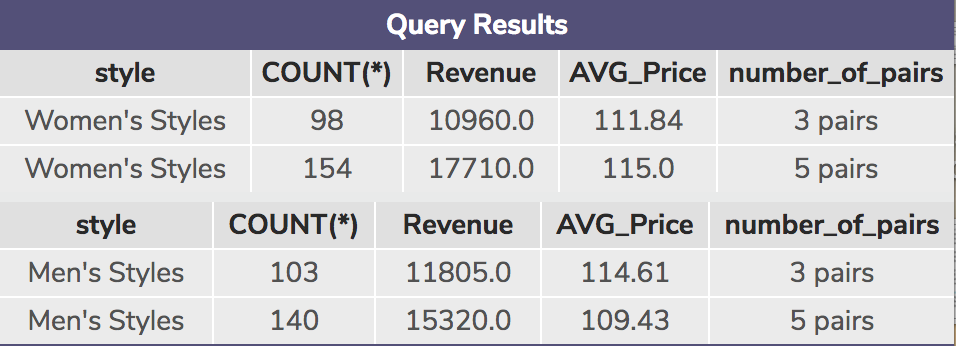 Query Results
style COUNT(*) Revenue AVG_Price number_of_pairs
Women's Styles 98 10960.0 111.84 3 pairs
Women's Styles 154 17710.0 115.0 5 pairs
style COUNT(*) Revenue AVG_Price number_of_pairs
Men's Styles 103 11805.0 114.61 3 pairs
Men's Styles 140 15320.0 109.43 5 pairs